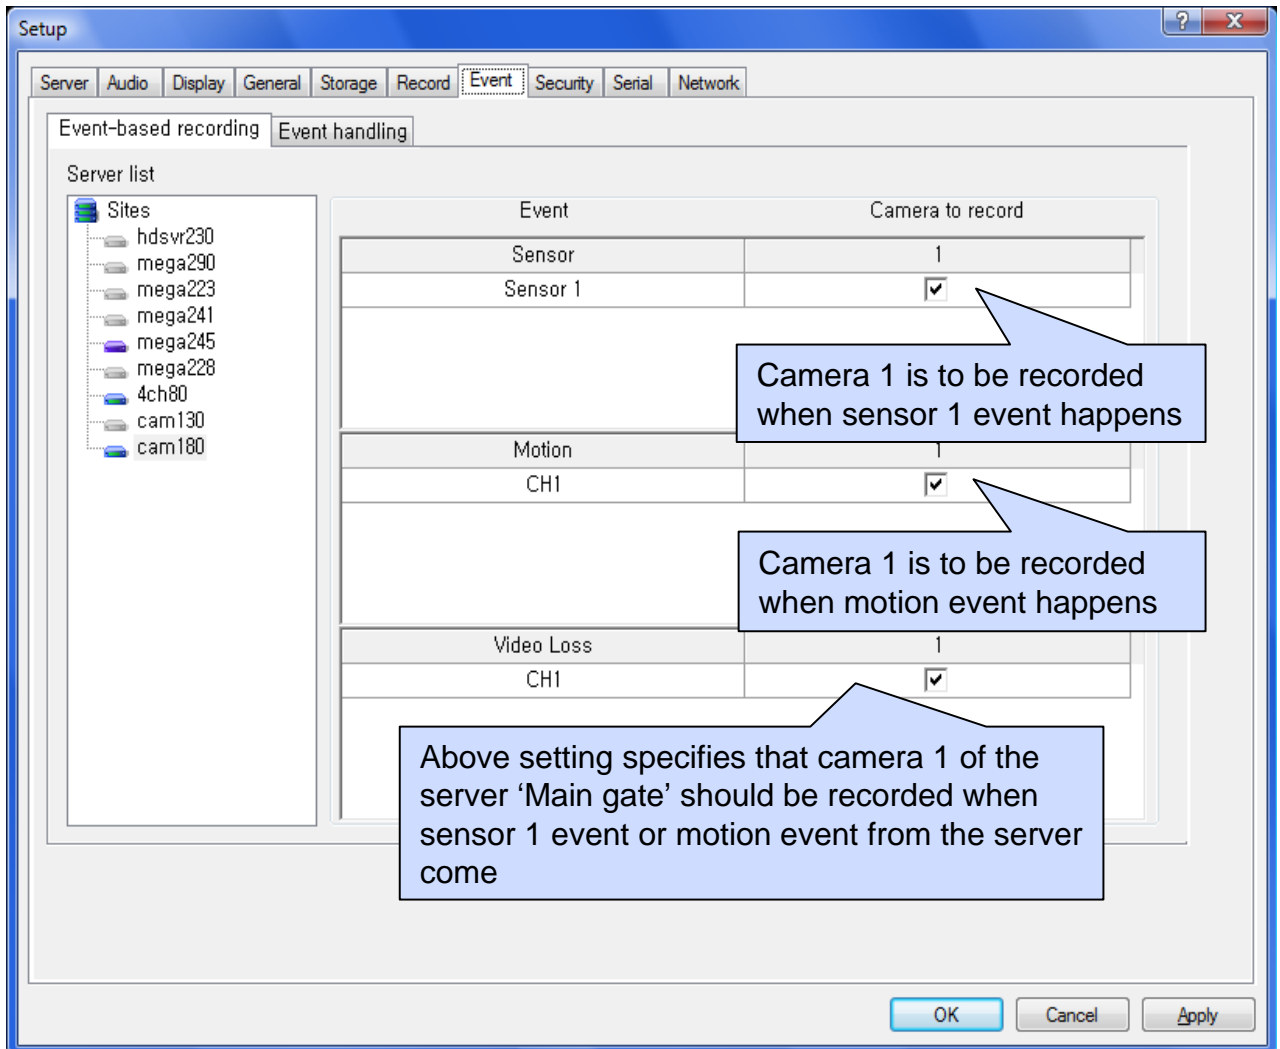 Setup
Server Audio Display General Storage Record Event Security Serial Network
Event-based recording Event handling
Server list
Sites
hdsvr230
mega290
mega223
mega241
mega245
mega228
4ch80
cam130
cam180
Event Camera to record
Sensor 1
Sensor 1
Camera 1 is to be recorded
when sensor 1 event happens
Motion 1
CH1
Camera 1 is to be recorded
when motion event happens
Video Loss 1
CH1
Above setting specifies that camera 1 of the
server ‘Main gate’ should be recorded when
sensor 1 event or motion event from the server
come
OK Cancel Apply